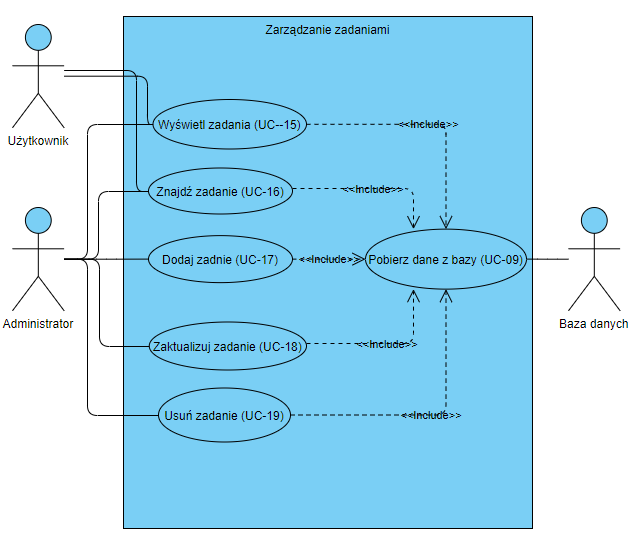 Zarządzanie zadaniami
Użytkownik
Wyświetl zadania (UC--15)
<<Include>>
Znajdź zadanie (UC-16)
<<Include>>
Dodaj zadnie (UC-17)
<<Include>>
Pobierz dane z bazy (UC-09)
Administrator
Baza danych
Zaktualizuj zadanie (UC-18)
<<Include>>
Usuń zadanie (UC-19)
<<Include>>